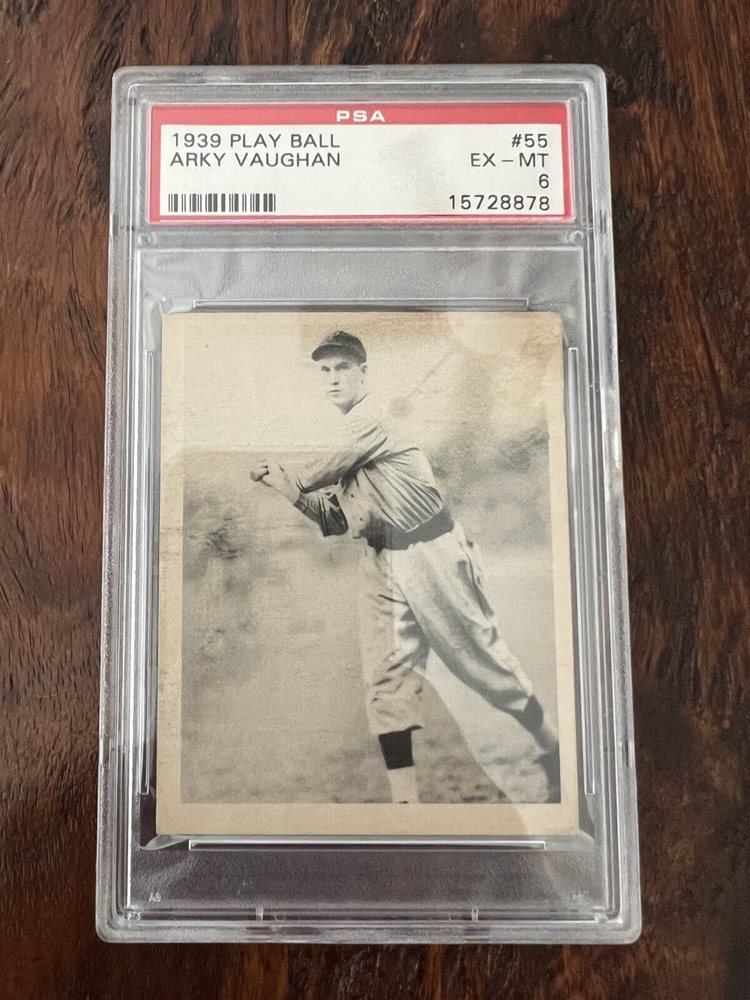 PSA
1939 PLAY BALL #55
ARKY VAUGHAN EX - MT
6
15728878